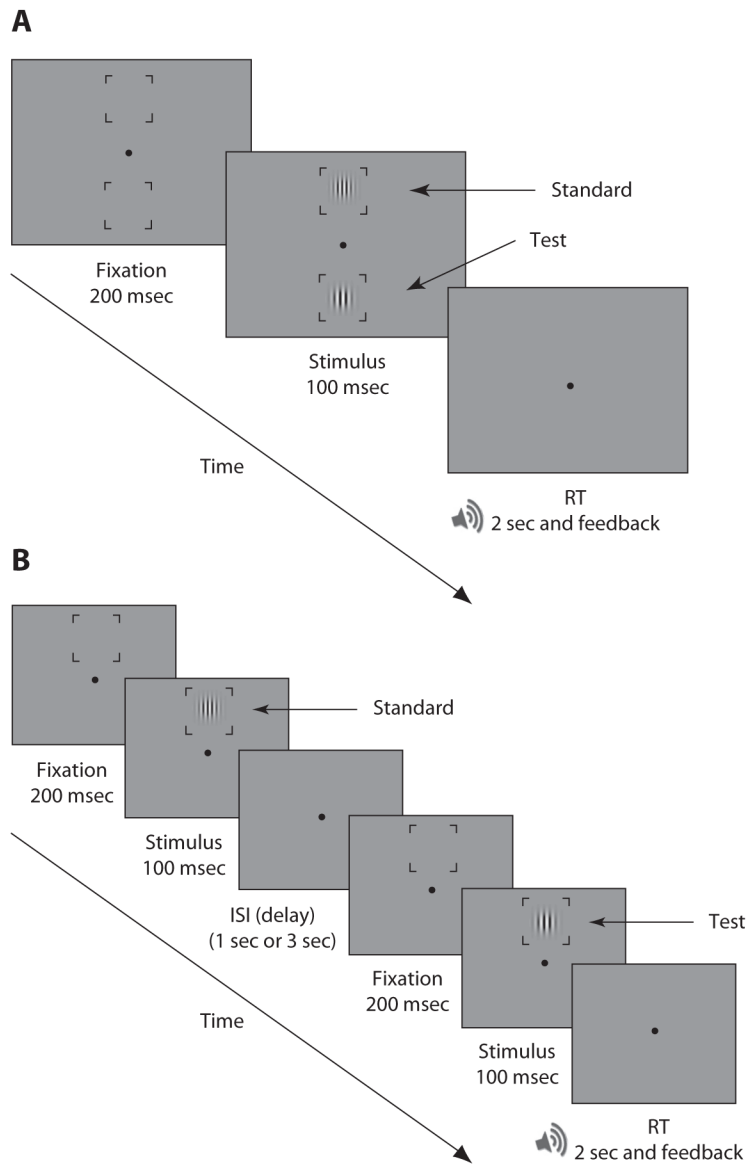 A
Standard
Test
Fixation
200 msec
Stimulus
100 msec
Time
RT
2 sec and feedback
B
Standard
Fixation
200 msec
Stimulus
100 msec
ISI (delay)
(1 sec or 3 sec)
Test
Fixation
200 msec
Time
Stimulus
100 msec
RT
2 sec and feedback